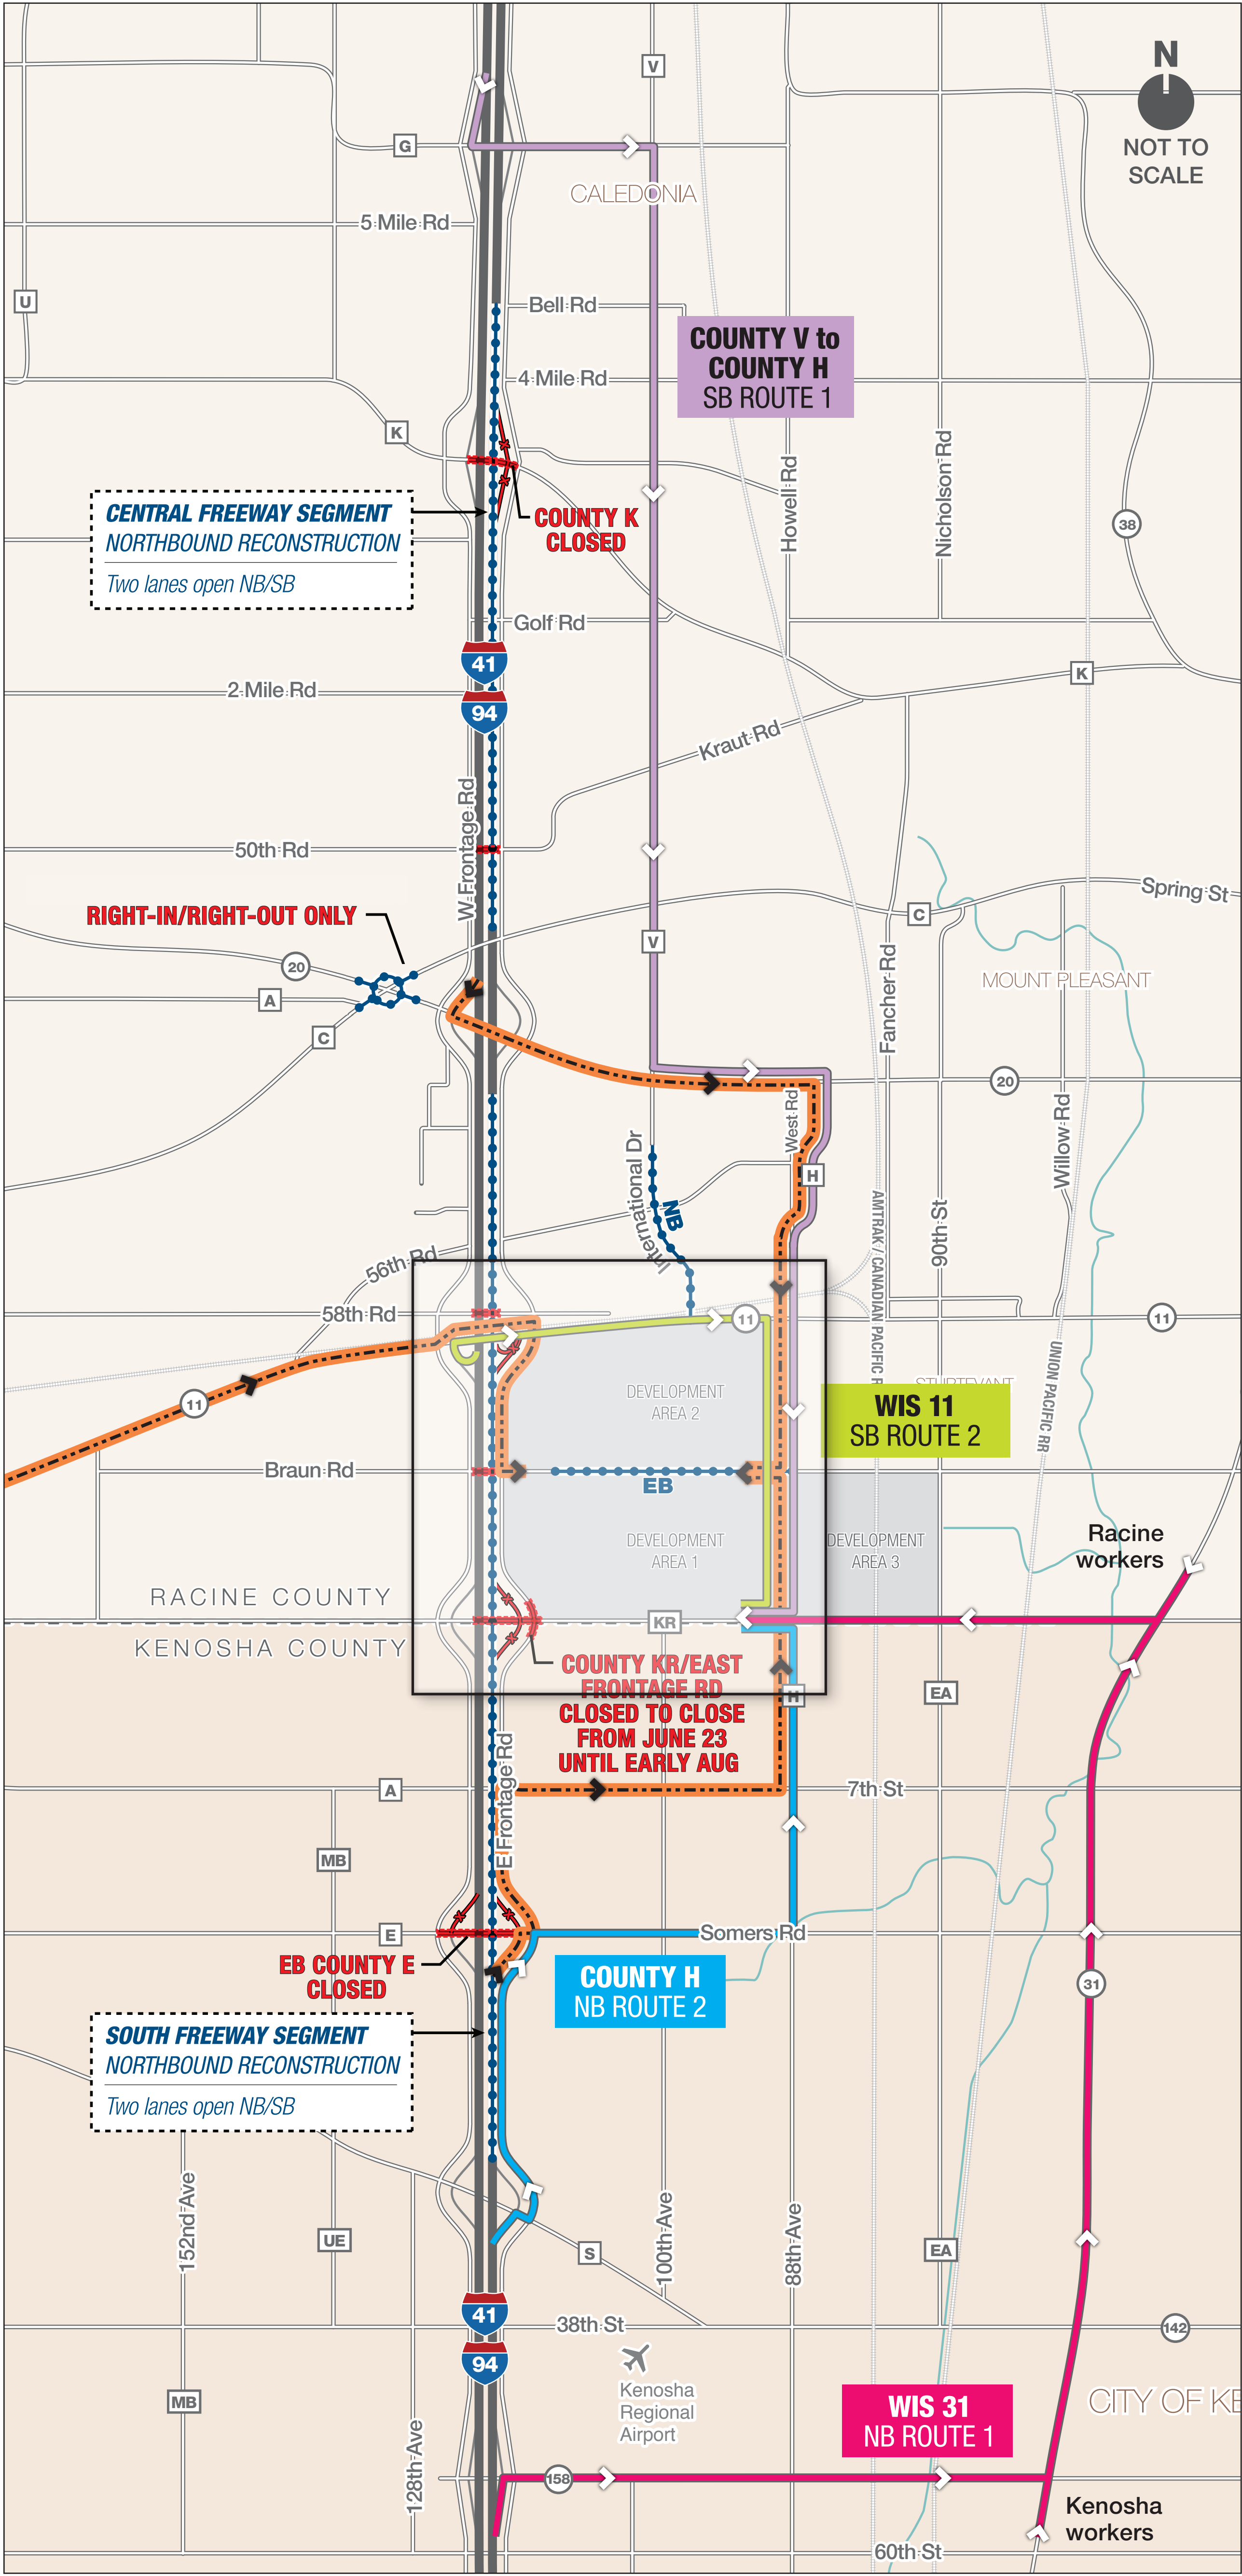 N
NOT TO
SCALE
V
G
CALEDONIA
5 Mile Rd
U
Bell Rd
COUNTY V to
COUNTY H
SB ROUTE 1
4 Mile Rd
K
Howell Rd
Nicholson Rd
38
CENTRAL FREEWAY SEGMENT
NORTHBOUND RECONSTRUCTION
Two lanes open NB/SB
COUNTY K
CLOSED
Golf Rd
41
K
2 Mile Rd
94
Kraut Rd
W Frontage Rd
50th Rd
Spring St
C
RIGHT-IN/RIGHT-OUT ONLY
V
20
Fancher Rd
MOUNT PLEASANT
A
C
20
West Rd
Willow Rd
International Dr
H
NB
AMTRAK / CANADIAN PACIFIC R
90th St
56th Rd
58th Rd
11
11
UNION PACIFIC RR
STURTEVANT
11
DEVELOPMENT
AREA 2
WIS 11
SB ROUTE 2
Braun Rd
EB
DEVELOPMENT
AREA 1
DEVELOPMENT
AREA 3
Racine
workers
RACINE COUNTY
KR
KENOSHA COUNTY
COUNTY KR/EAST
FRONTAGE RD
CLOSED TO CLOSE
FROM JUNE 23
UNTIL EARLY AUG
H
EA
E Frontage Rd
A
7th St
MB
E
Somers Rd
EB COUNTY E
CLOSED
COUNTY H
NB ROUTE 2
31
SOUTH FREEWAY SEGMENT
NORTHBOUND RECONSTRUCTION
Two lanes open NB/SB
152nd Ave
UE
S
100th Ave
88th Ave
EA
41
38th St
142
94
Kenosha
Regional
Airport
MB
CITY OF KE
WIS 31
NB ROUTE 1
128th Ave
158
Kenosha
workers
60th St